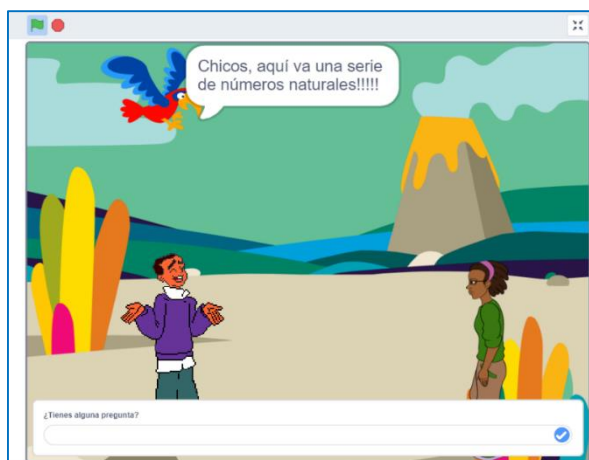 Chicos, aquí va una serie
de números naturales!!!!!
¿Tienes alguna pregunta?